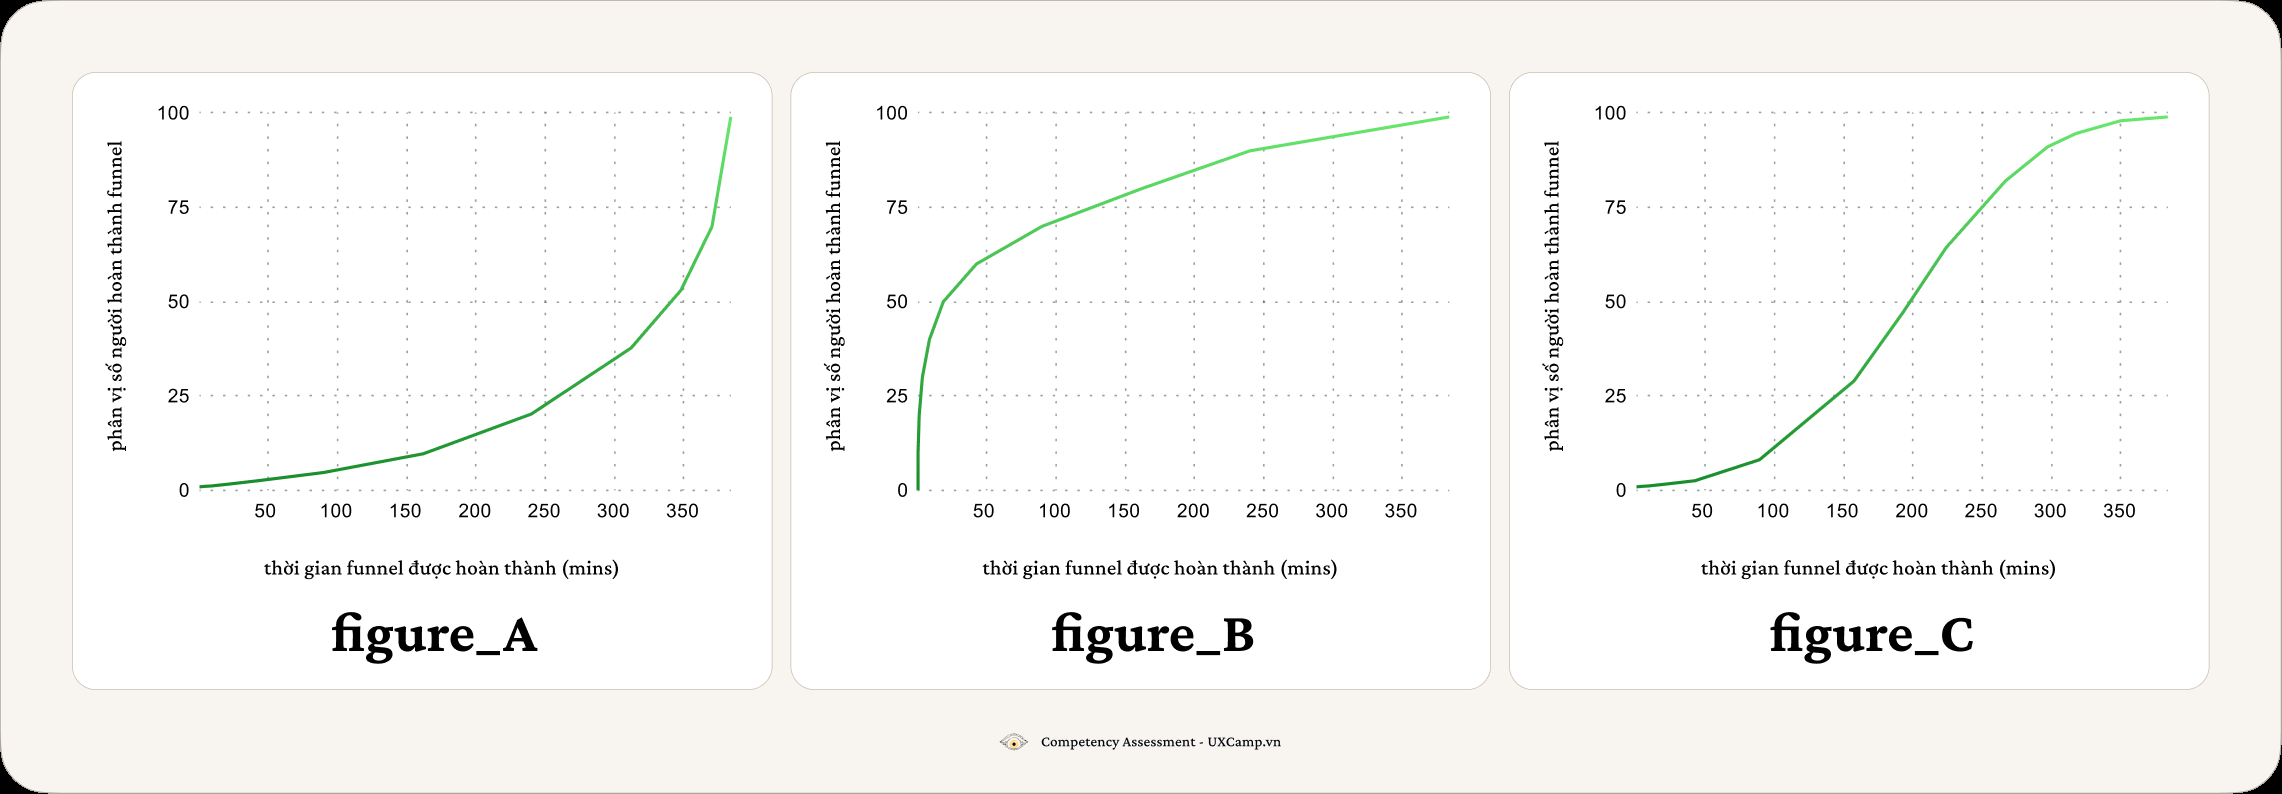 100
75
50
25
0
phân vị số người hoàn thành funnel
50 100 150 200 250 300 350
thời gian funnel được hoàn thành (mins)
figure_A
100
75
50
25
0
phân vị số người hoàn thành funnel
50 100 150 200 250 300 350
thời gian funnel được hoàn thành (mins)
figure_B
100
75
50
25
0
phân vị số người hoàn thành funnel
50 100 150 200 250 300 350
thời gian funnel được hoàn thành (mins)
figure_C
Competency Assessment - UXCamp.vn